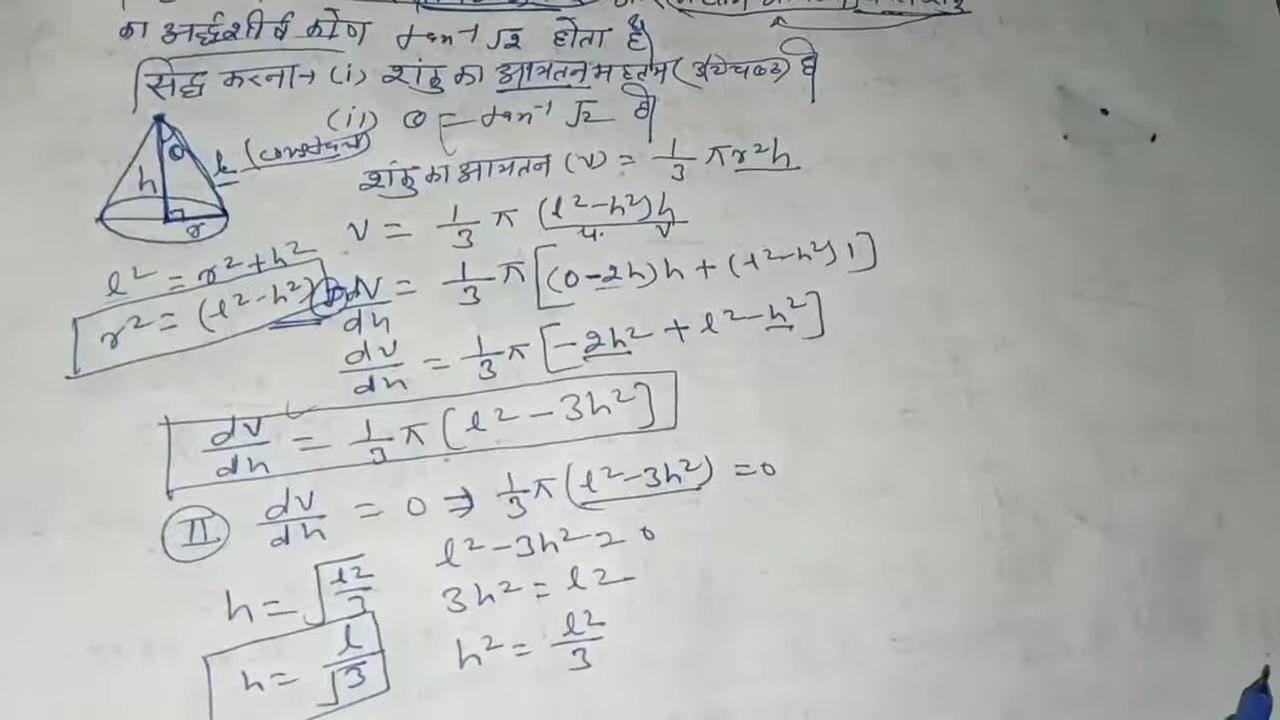 का अर्द्धशीर्ष कोण tan⁻¹ √2 होता है।
सिद्ध करना→ (i) शंकु का आयतन महत्तम (उच्चिष्ठ) है
(ii) θ = tan⁻¹ √2 है
θ
h
r
l (constant)
शंकु का आयतन (v) = 1/3 πr²h
v = 1/3 π (l²-h²)h
u v
l² = r²+h²
r² = (l²-h²)
I dv/dh = 1/3 π [(0-2h)h + (l²-h²)1]
dv/dh = 1/3 π [-2h² + l²-h²]
dv/dh = 1/3 π [l²-3h²]
II dv/dh = 0 ⇒ 1/3 π (l²-3h²) = 0
l²-3h² = 0
3h² = l²
h² = l²/3
h = √(l²/3)
h = l/√3